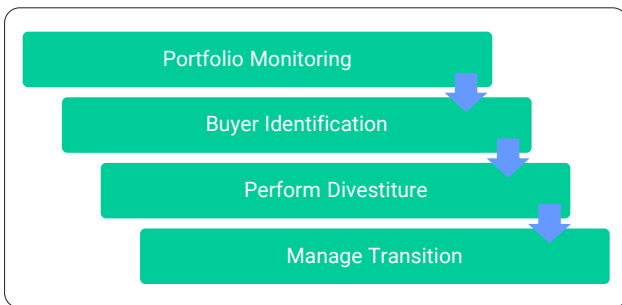 Portfolio Monitoring
Buyer Identification
Perform Divestiture
Manage Transition